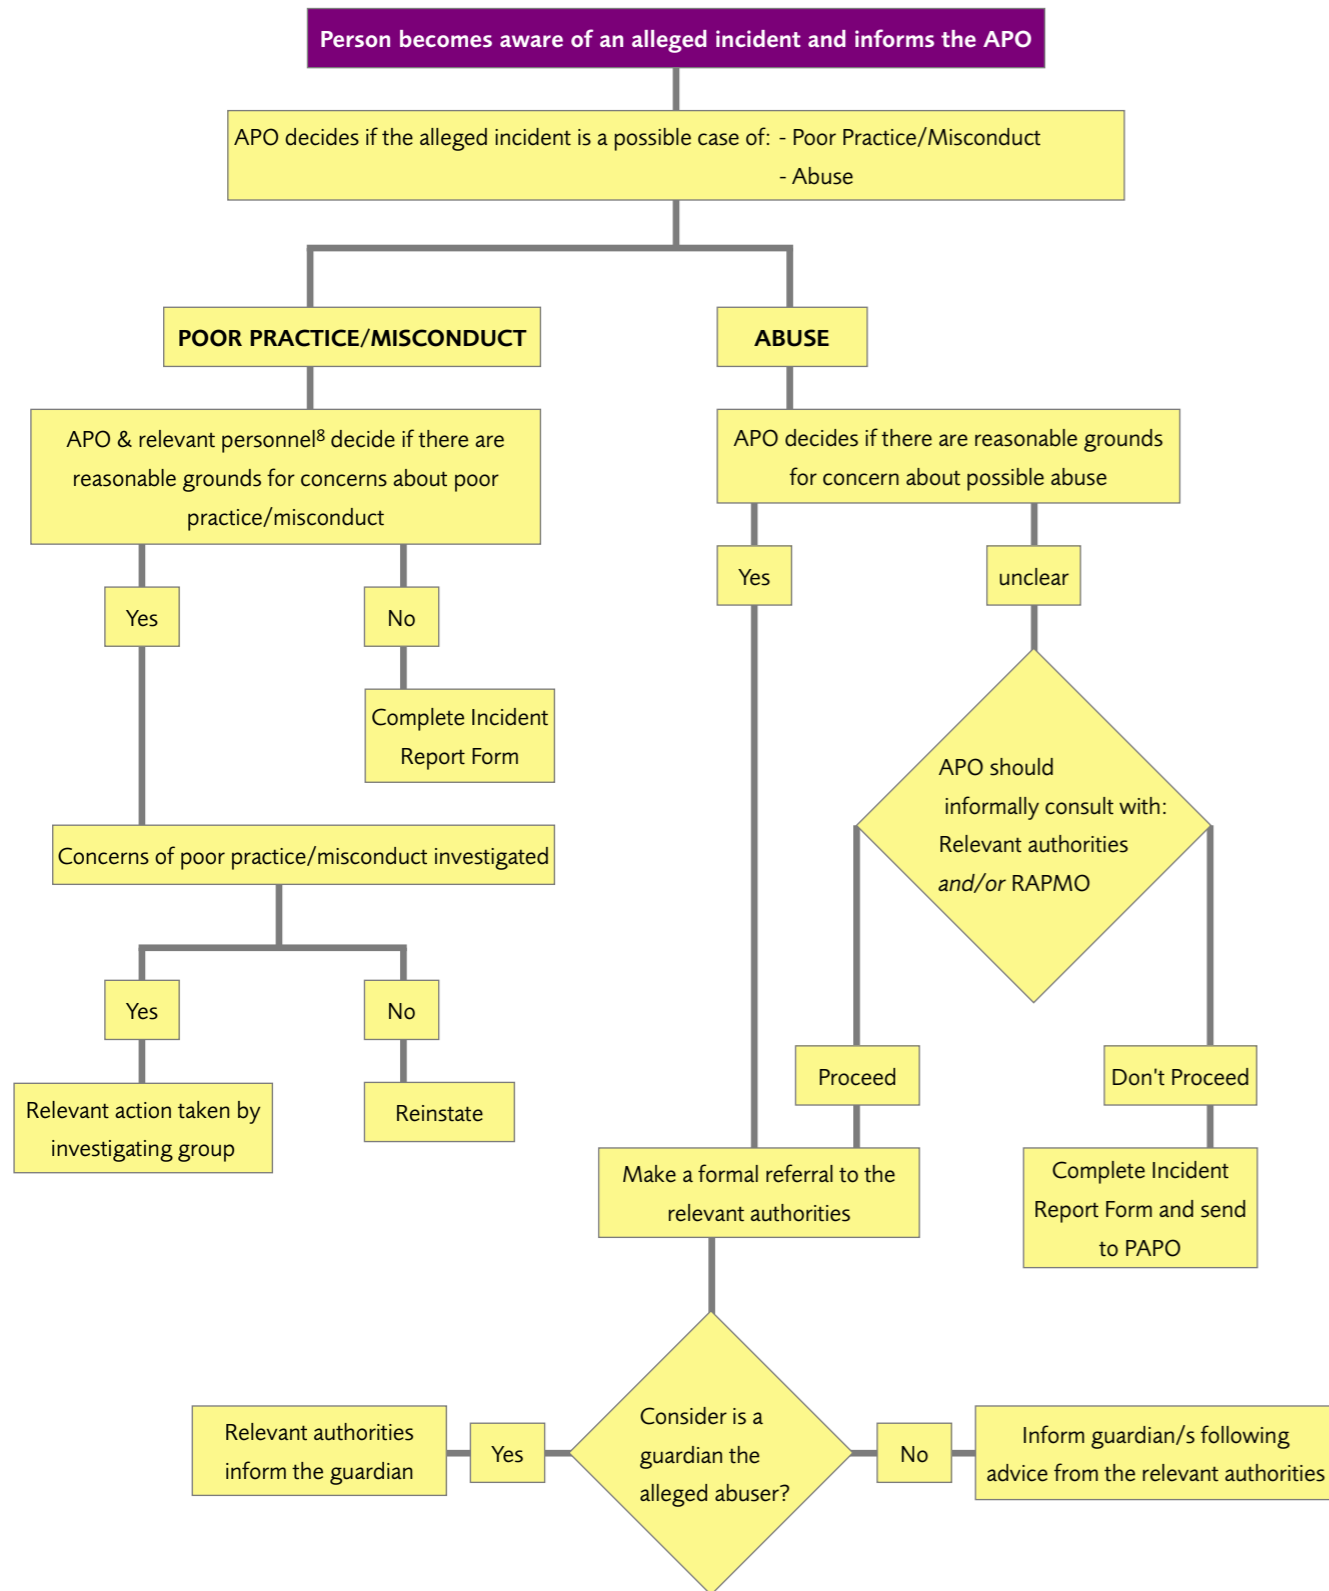 Person becomes aware of an alleged incident and informs the APO
APO decides if the alleged incident is a possible case of: - Poor Practice/Misconduct
- Abuse
POOR PRACTICE/MISCONDUCT
ABUSE
APO & relevant personnel⁸ decide if there are
reasonable grounds for concerns about poor
practice/misconduct
APO decides if there are reasonable grounds
for concern about possible abuse
Yes
No
Yes
unclear
Complete Incident
Report Form
APO should
informally consult with:
Relevant authorities
and/or RAPMO
Concerns of poor practice/misconduct investigated
Yes
No
Proceed
Don't Proceed
Relevant action taken by
investigating group
Reinstate
Make a formal referral to the
relevant authorities
Complete Incident
Report Form and send
to PAPO
Consider is a
guardian the
alleged abuser?
Relevant authorities
inform the guardian
Yes
No
Inform guardian/s following
advice from the relevant authorities